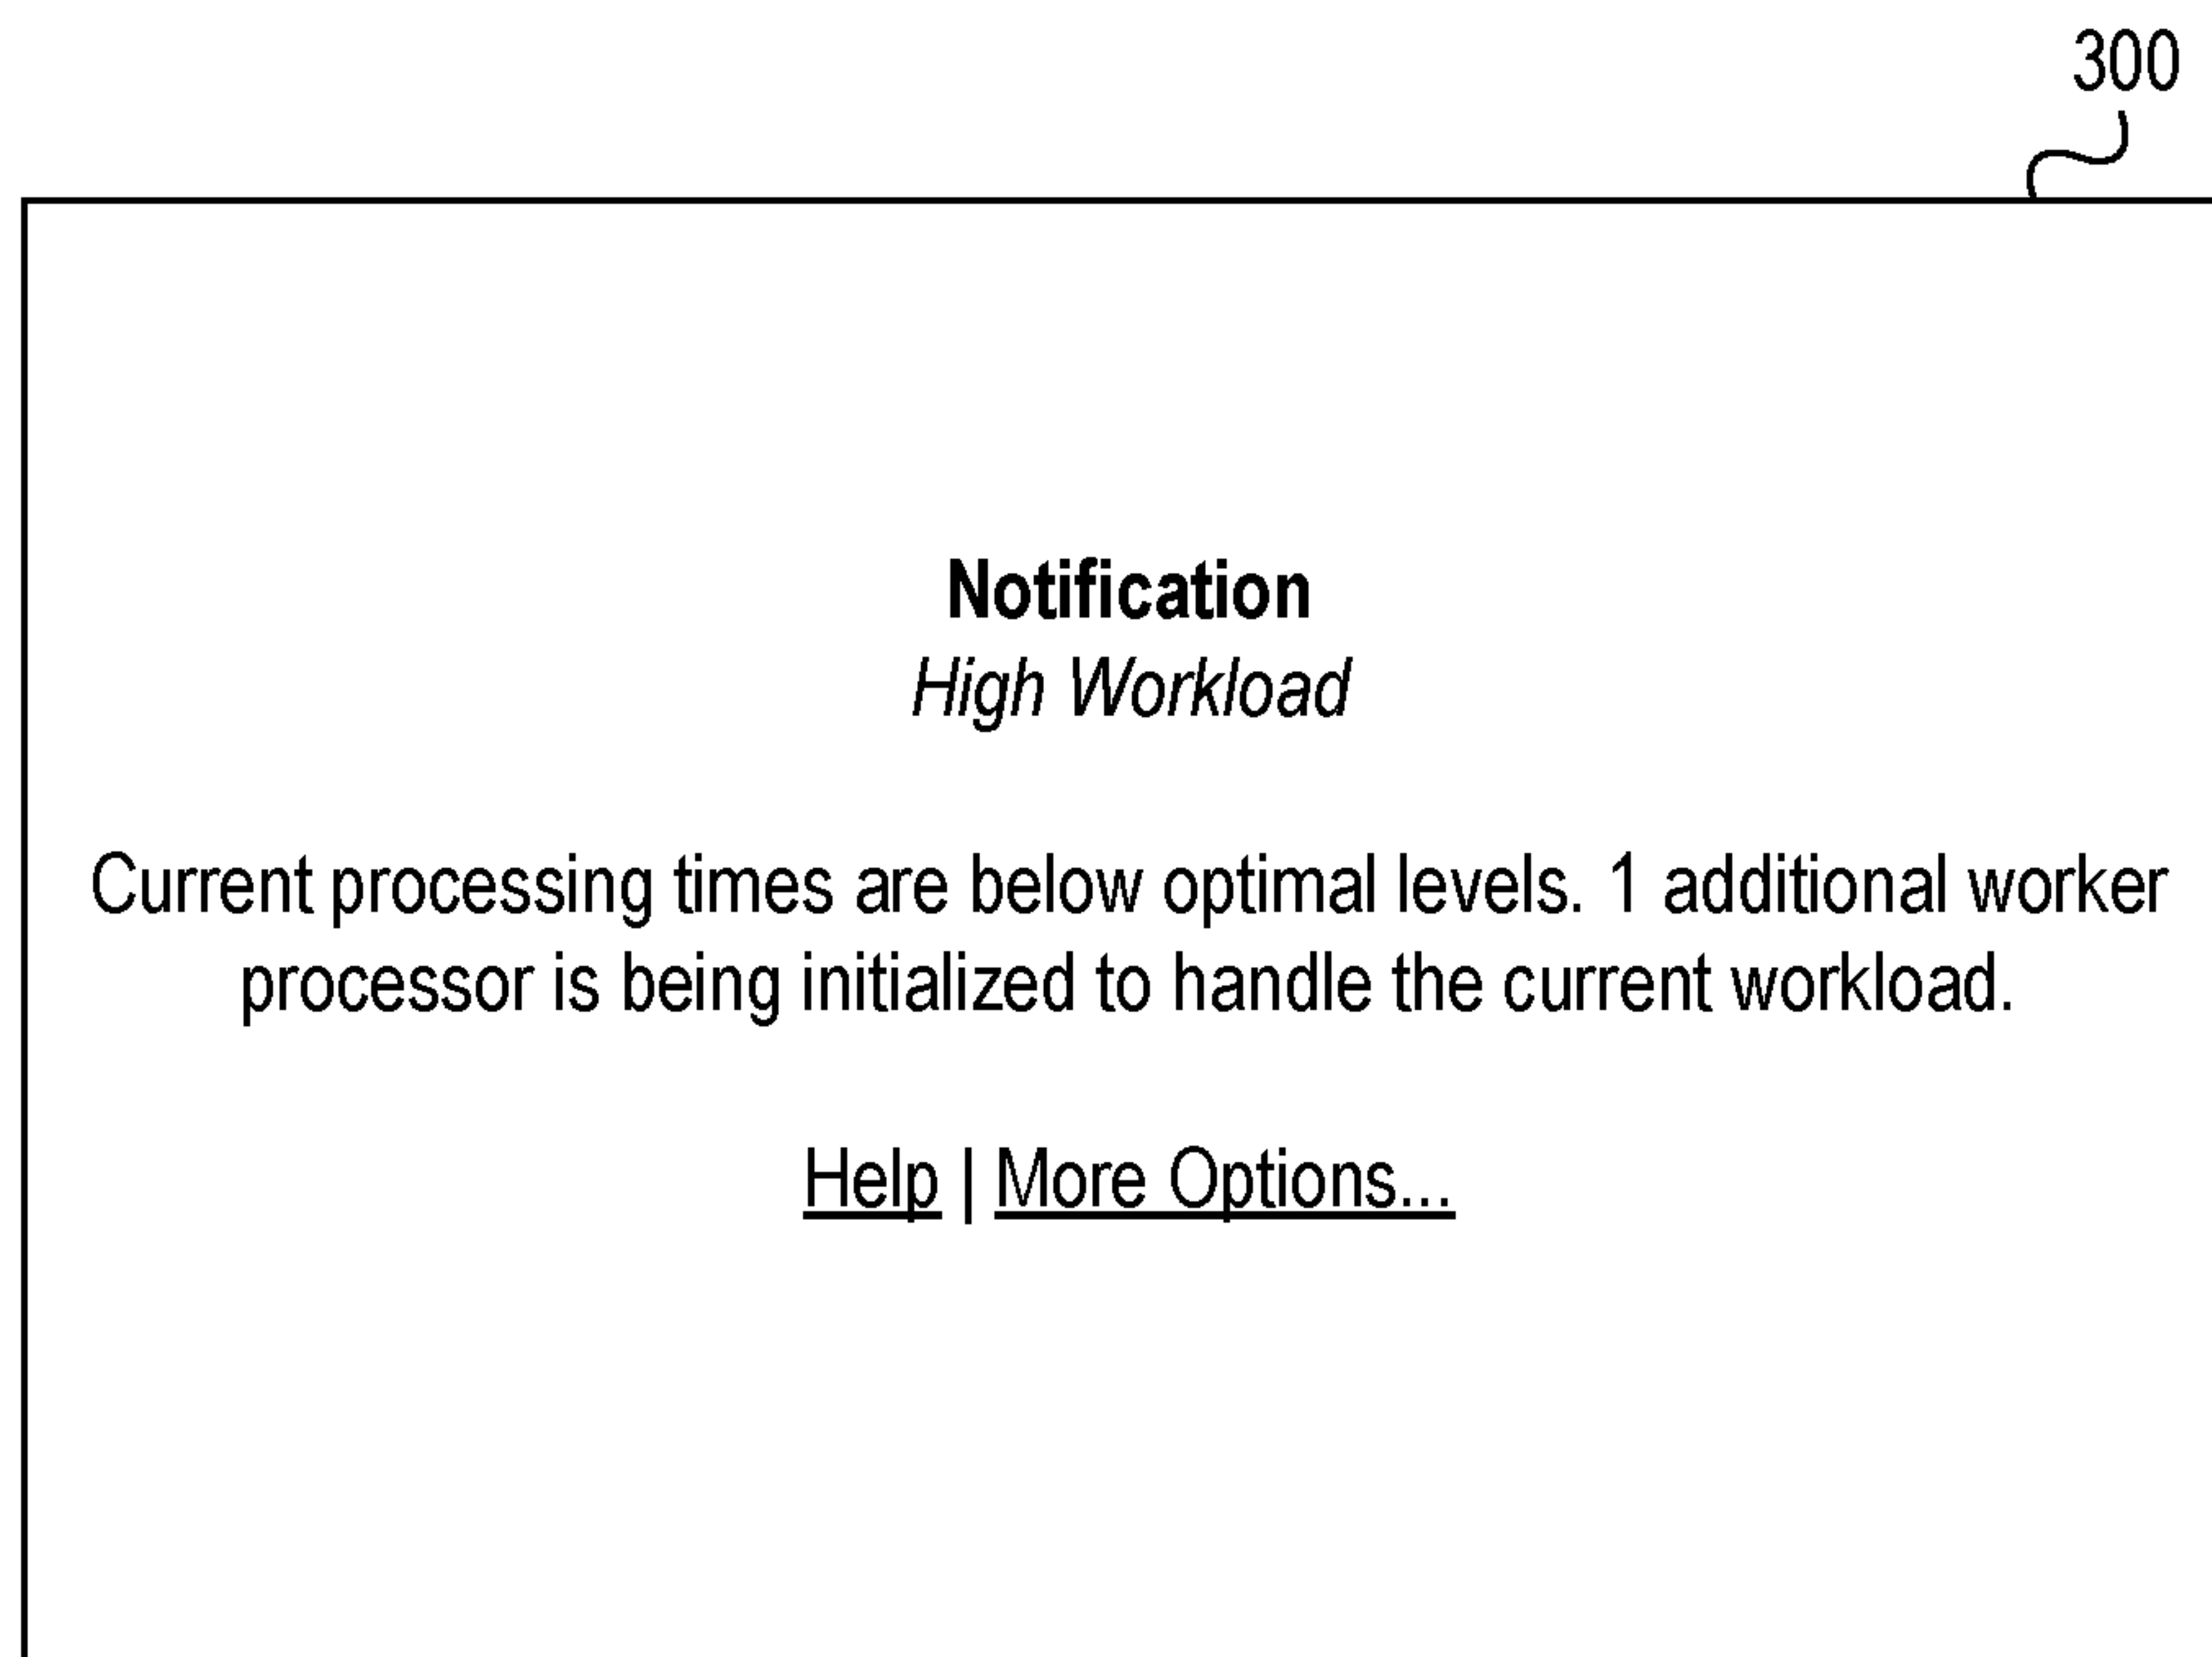 300
Notification
High Workload
Current processing times are below optimal levels. 1 additional worker
processor is being initialized to handle the current workload.
Help | More Options...